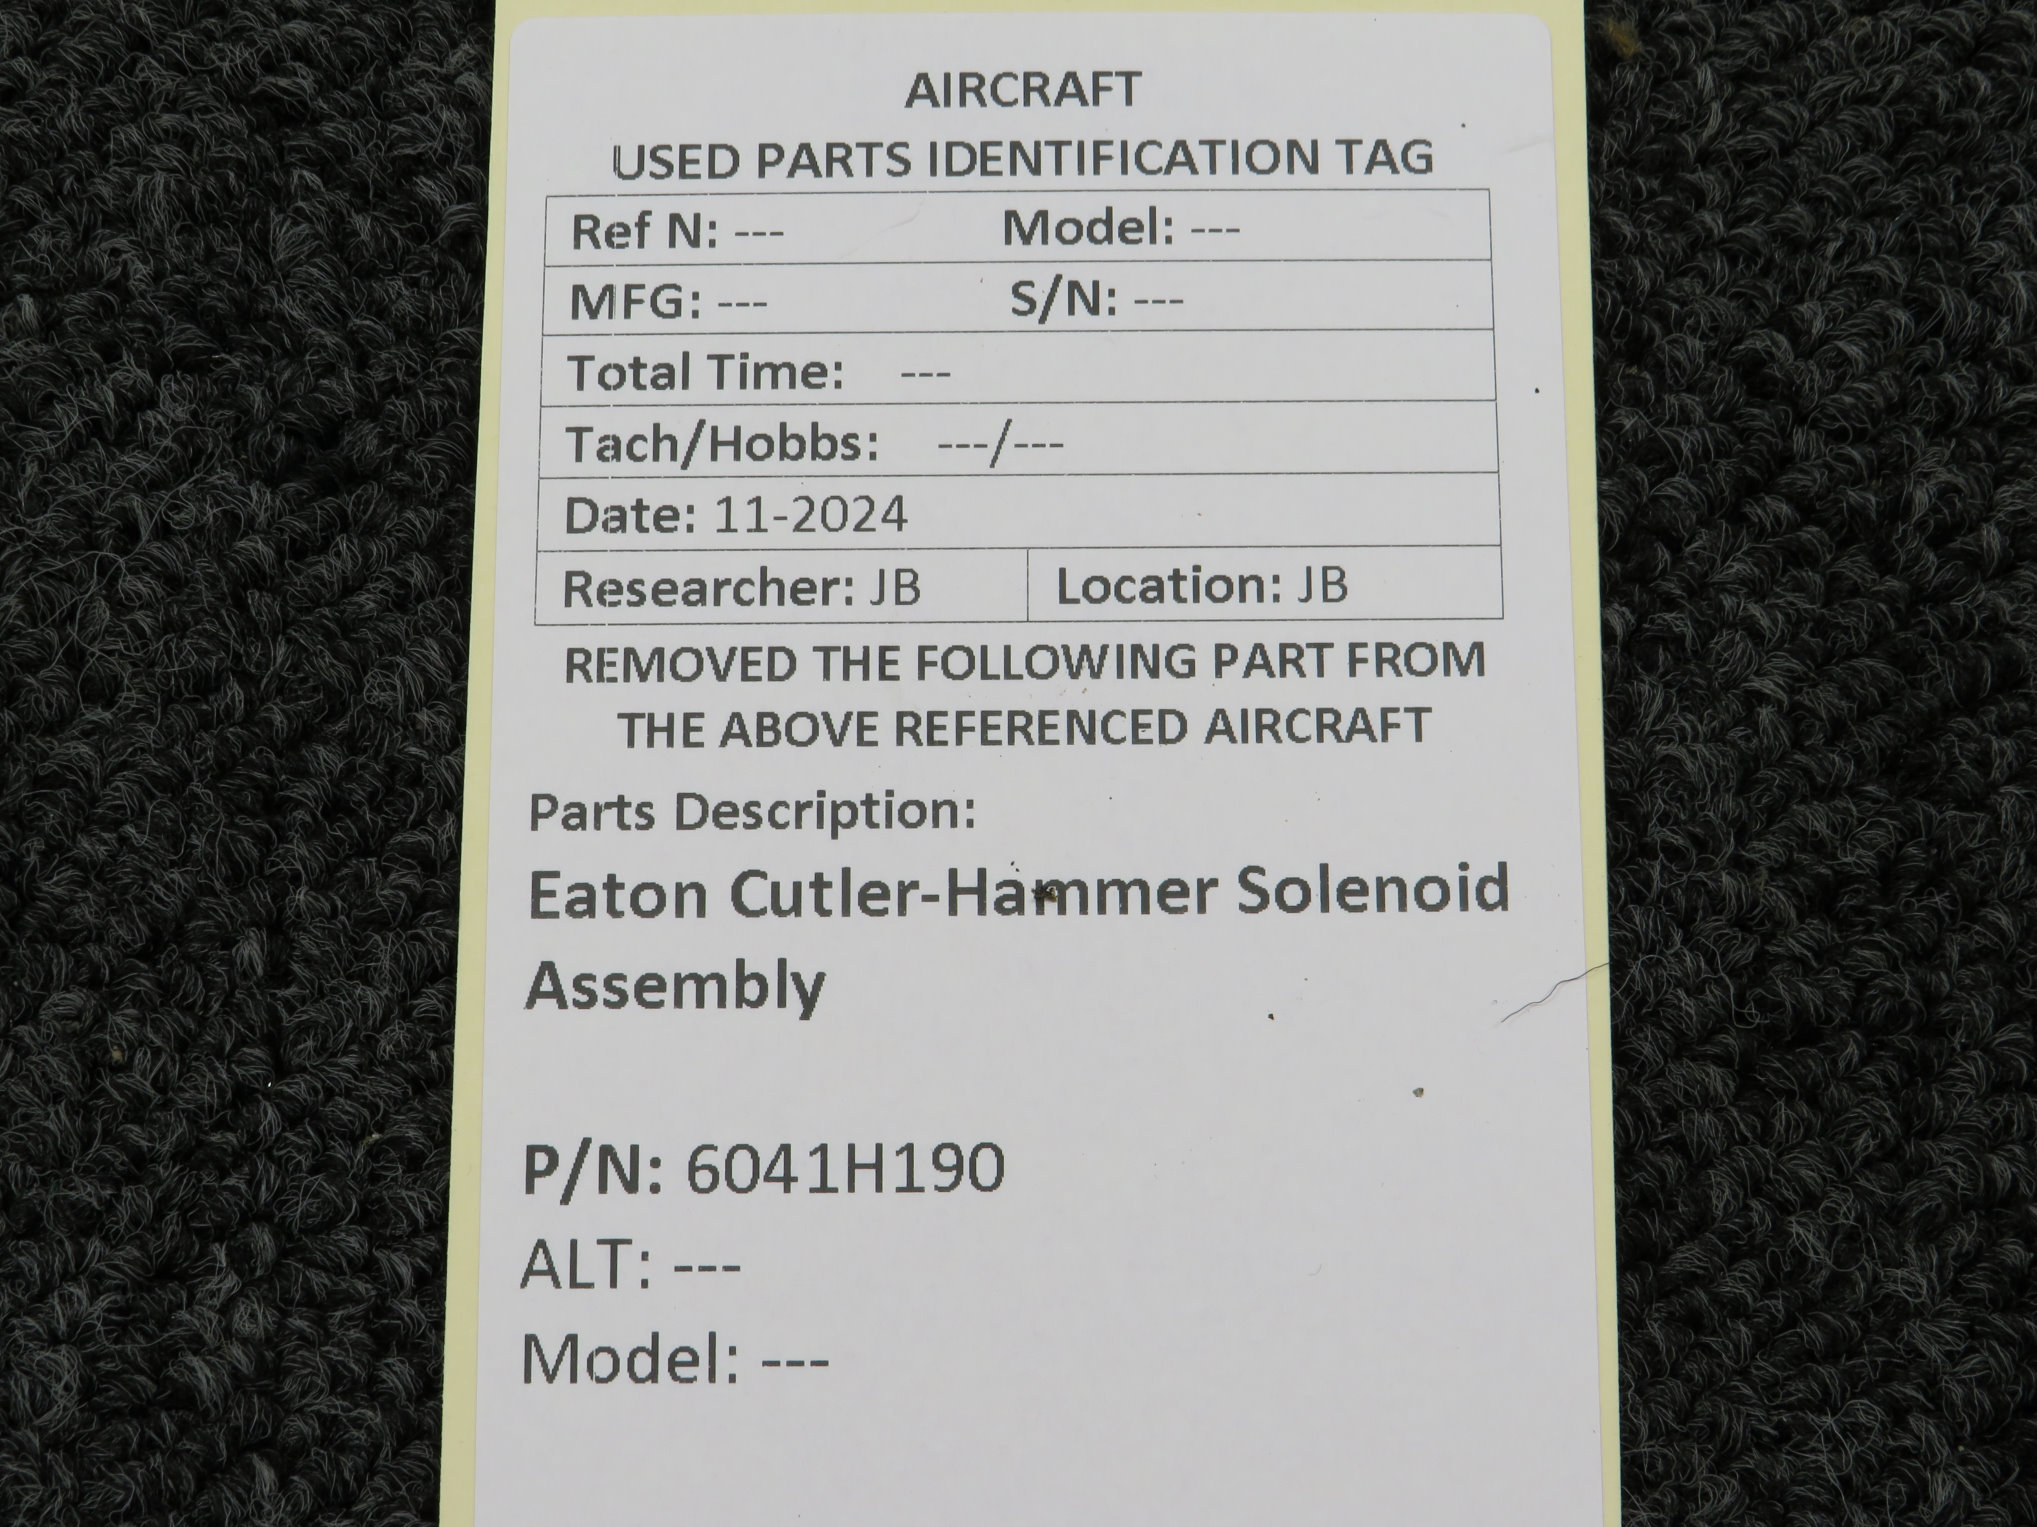 AIRCRAFT
USED PARTS IDENTIFICATION TAG
Ref N: --- Model: ---
MFG: --- S/N: ---
Total Time: ---
Tach/Hobbs: ---/---
Date: 11-2024
Researcher: JB Location: JB
REMOVED THE FOLLOWING PART FROM
THE ABOVE REFERENCED AIRCRAFT
Parts Description:
Eaton Cutler-Hammer Solenoid
Assembly
P/N: 6041H190
ALT: ---
Model: ---